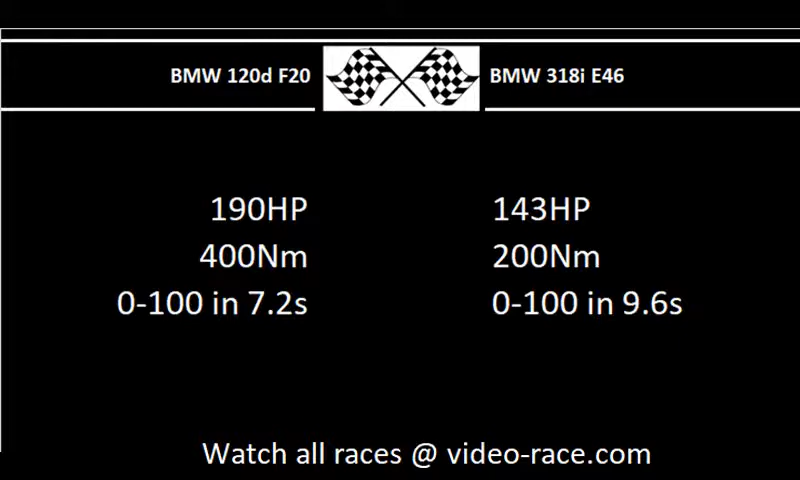 BMW 120d F20 BMW 318i E46
190HP 143HP
400Nm 200Nm
0-100 in 7.2s 0-100 in 9.6s
Watch all races @ video-race.com